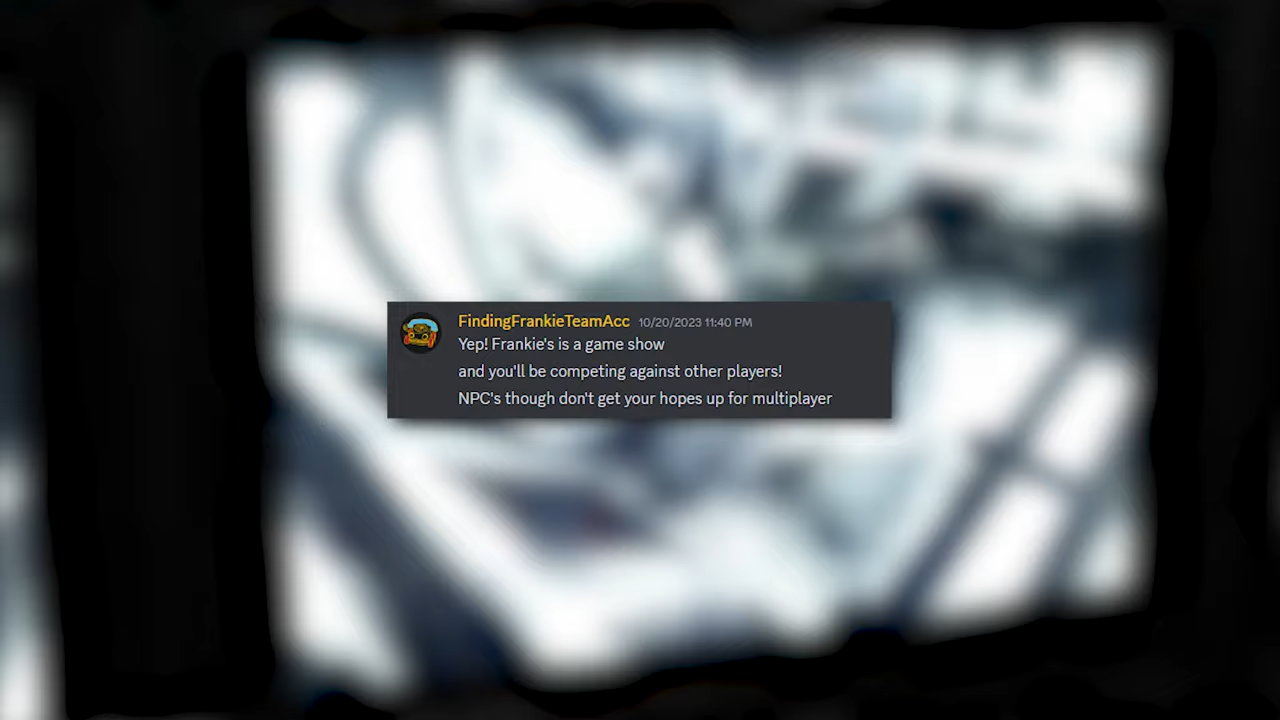 FindingFrankieTeamAcc 10/20/2023 11:40 PM
Yep! Frankie's is a game show
and you'll be competing against other players!
NPC's though don't get your hopes up for multiplayer